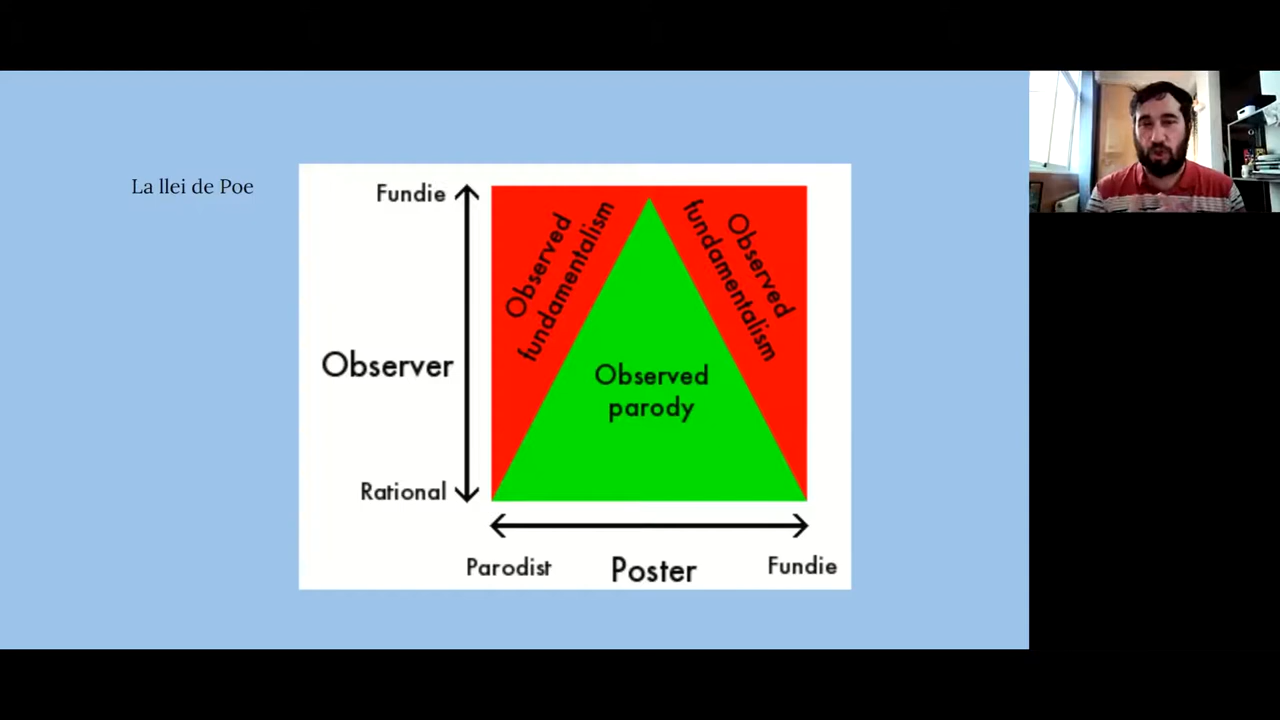 La llei de Poe
Fundie
Observed
fundamentalism
Observed
fundamentalism
Observer
Observed
parody
Rational
Parodist
Poster
Fundie